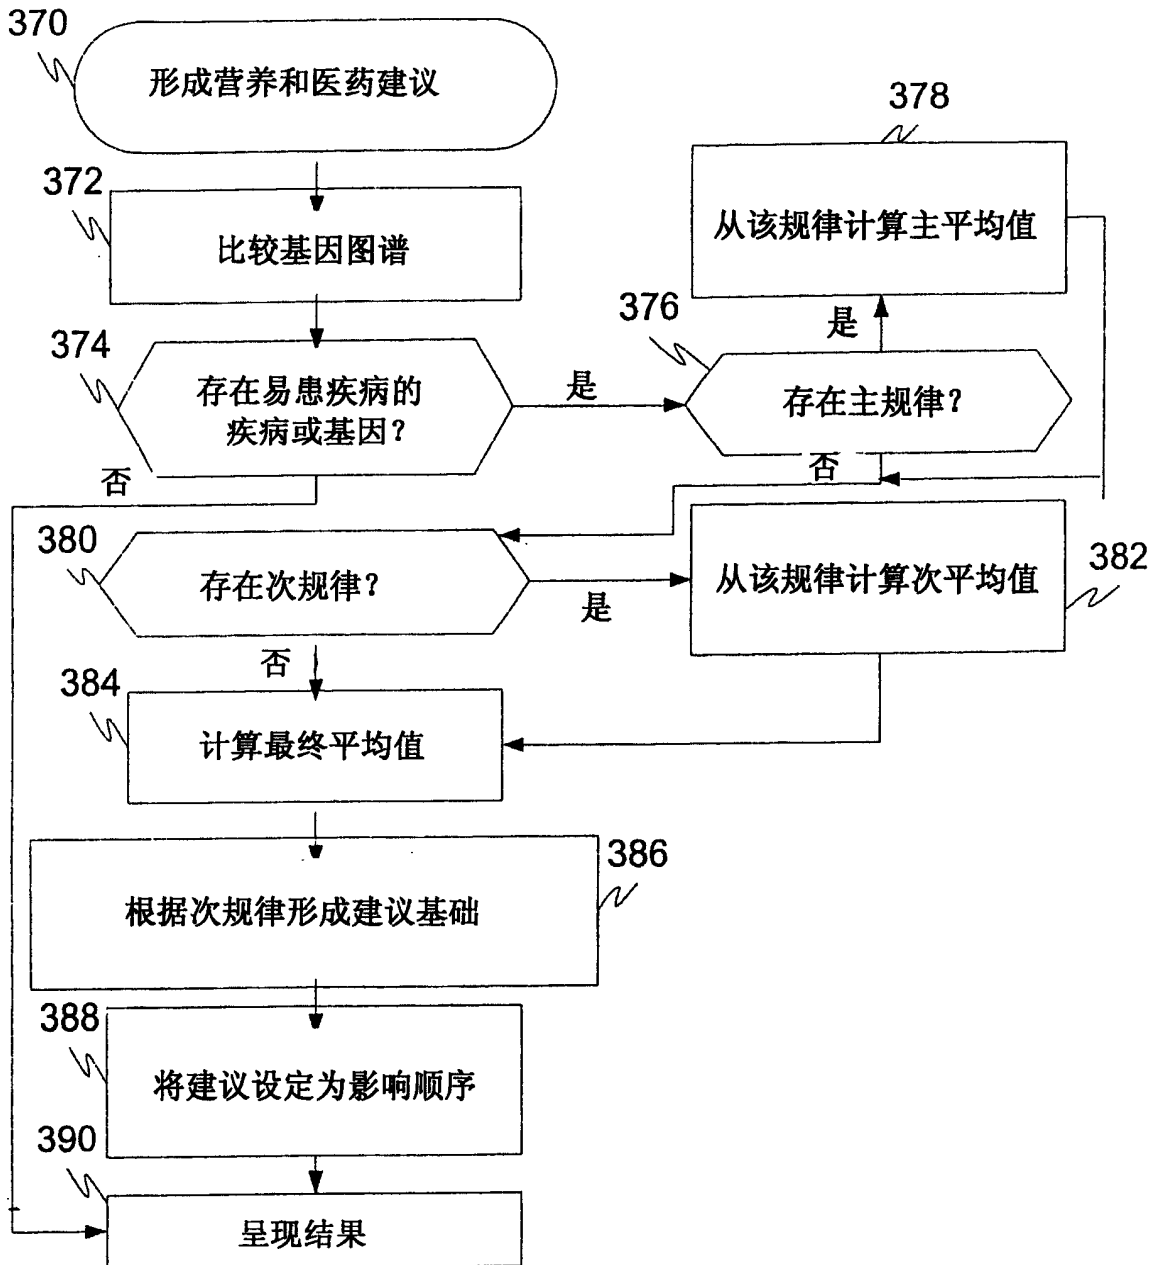 370
形成营养和医药建议
378
372
从该规律计算主平均值
比较基因图谱
376
是
374
存在易患疾病的
疾病或基因?
是
存在主规律?
否
否
380
存在次规律?
是
从该规律计算次平均值
382
否
384
计算最终平均值
386
根据次规律形成建议基础
388
将建议设定为影响顺序
390
呈现结果